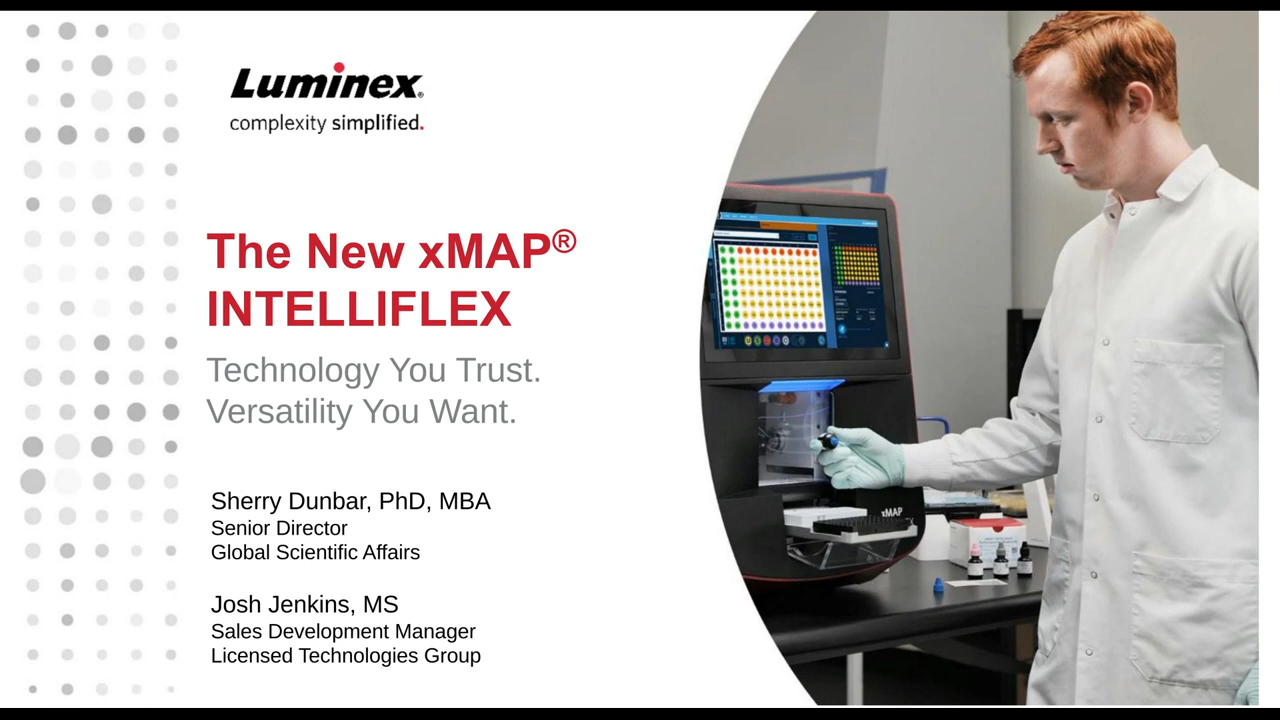 Luminex®
complexity simplified.
The New xMAP®
INTELLIFLEX
Technology You Trust.
Versatility You Want.
Sherry Dunbar, PhD, MBA
Senior Director
Global Scientific Affairs
Josh Jenkins, MS
Sales Development Manager
Licensed Technologies Group
xMAP